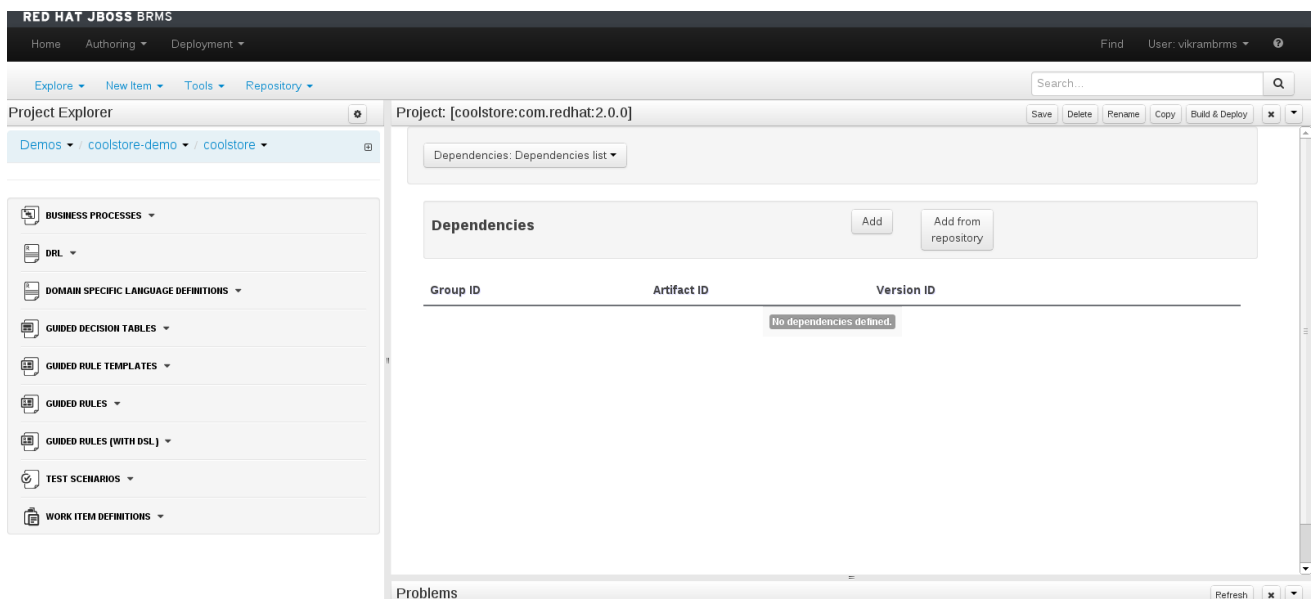 RED HAT JBOSS BRMS
Home Authoring Deployment Find User: vikrambrms
Explore New Item Tools Repository Search...
Project Explorer
Demos / coolstore-demo / coolstore
BUSINESS PROCESSES
DRL
DOMAIN SPECIFIC LANGUAGE DEFINITIONS
GUIDED DECISION TABLES
GUIDED RULE TEMPLATES
GUIDED RULES
GUIDED RULES (WITH DSL)
TEST SCENARIOS
WORK ITEM DEFINITIONS
Project: [coolstore:com.redhat:2.0.0] Save Delete Rename Copy Build & Deploy
Dependencies: Dependencies list
Dependencies Add Add from
repository
Group ID Artifact ID Version ID
No dependencies defined.
Problems Refresh